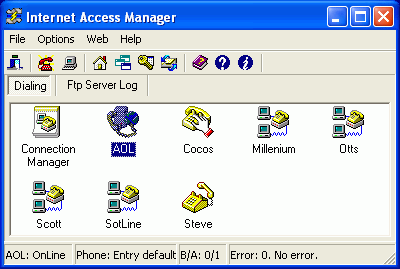 Internet Access Manager
File Options Web Help
Dialing Ftp Server Log
Connection Manager AOL Cocos Millenium Otts
Scott SotLine Steve
AOL: OnLine Phone: Entry default B/A: 0/1 Error: 0. No error.